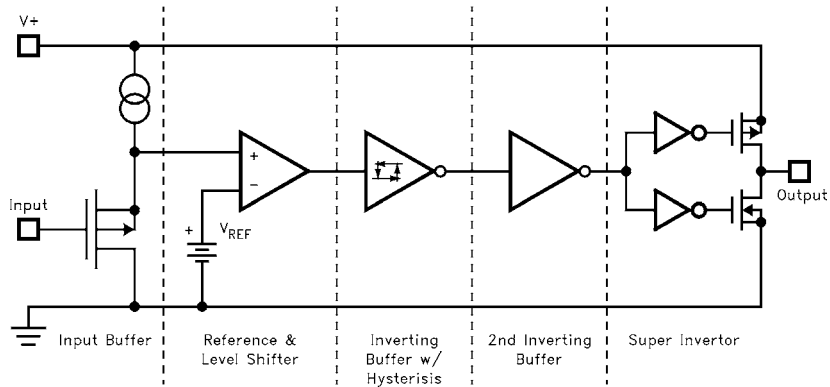 V+
Input
+
−
+
VREF
Output
Input Buffer
Reference &
Level Shifter
Inverting
Buffer w/
Hysterisis
2nd Inverting
Buffer
Super Invertor